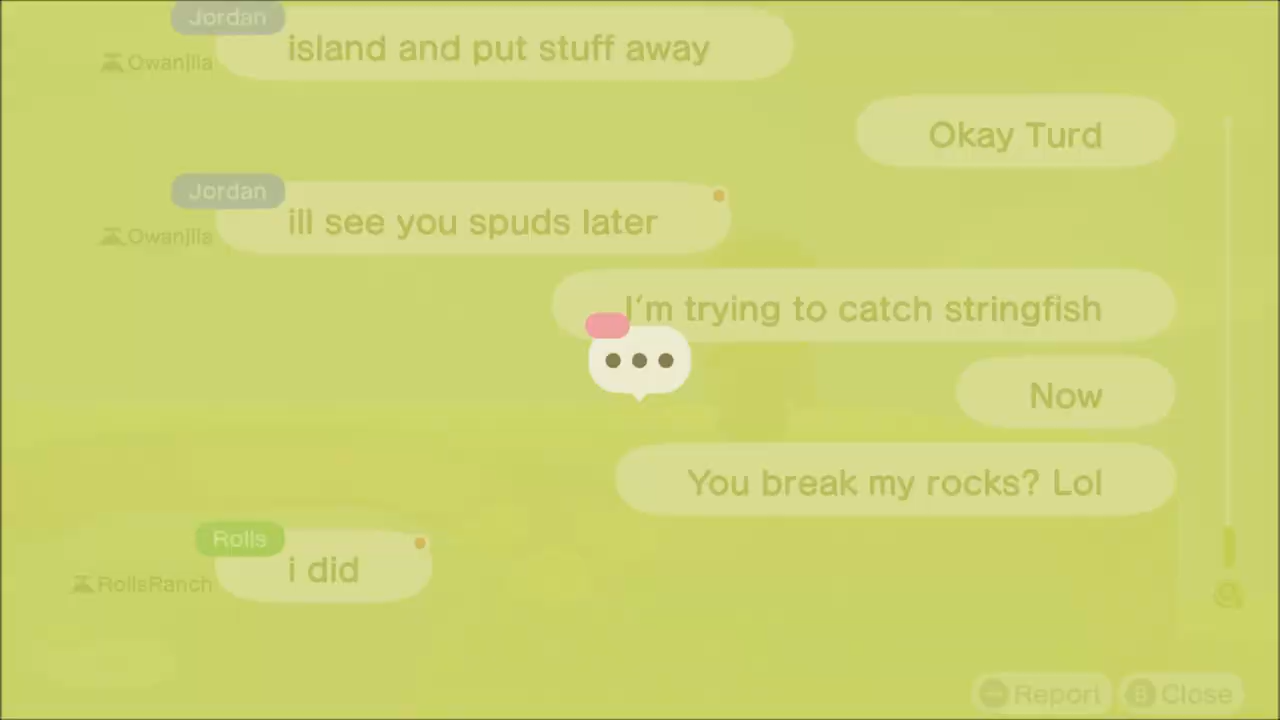 Jordan
Owanjila
island and put stuff away
Okay Turd
Jordan
Owanjila
ill see you spuds later
I'm trying to catch stringfish
Now
You break my rocks? Lol
Rolls
RollsRanch
i did
Report
B Close